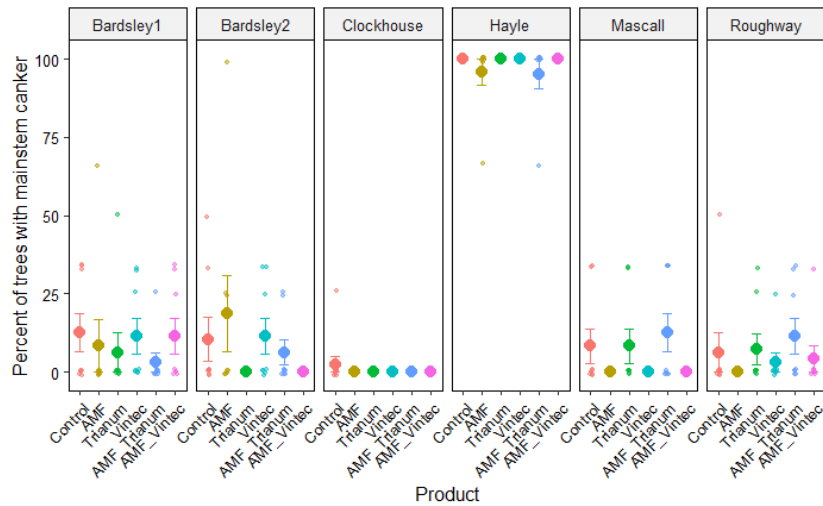 Bardsley1 Bardsley2 Clockhouse Hayle Mascall Roughway
Percent of trees with mainstem canker
100
75
50
25
0
Control AMF Trianum Vintec AMF_Trianum AMF_Vintec Control AMF Trianum Vintec AMF_Trianum AMF_Vintec Control AMF Trianum Vintec AMF_Trianum AMF_Vintec Control AMF Trianum Vintec AMF_Trianum AMF_Vintec Control AMF Trianum Vintec AMF_Trianum AMF_Vintec Control AMF Trianum Vintec AMF_Trianum AMF_Vintec
Product